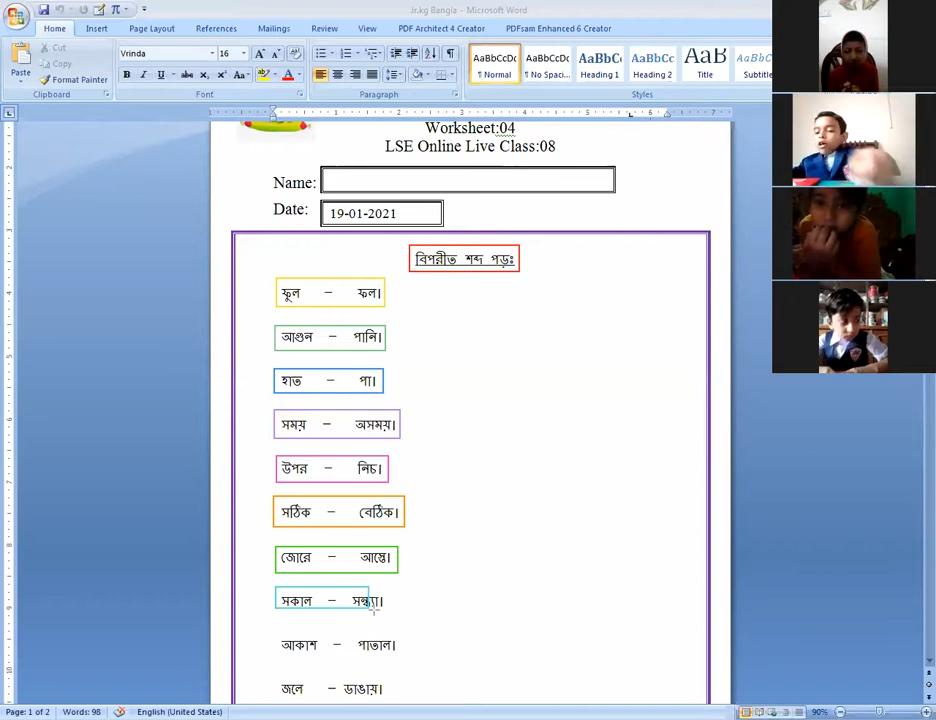 Jr.kg Bangla - Microsoft Word
Home Insert Page Layout References Mailings Review View PDF Architect 4 Creator PDFsam Enhanced 6 Creator
Paste
Cut
Copy
Format Painter
Vrinda 16
AaBbCcDc AaBbCcDc AaBbC AaBbCc AaB AaBbCc
¶ Normal ¶ No Spaci... Heading 1 Heading 2 Title Subtitle
Clipboard Font Paragraph Styles
Worksheet:04
LSE Online Live Class:08
Name:
Date: 19-01-2021
বিপরীত শব্দ পড়ঃ
ফুল – ফল।
আগুন – পানি।
হাত – পা।
সময় – অসময়।
উপর – নিচ।
সঠিক – বেঠিক।
জোরে – আস্তে।
সকাল – সন্ধ্যা।
আকাশ – পাতাল।
জলে – ডাঙায়।
Page: 1 of 2 Words: 98 English (United States) 90%